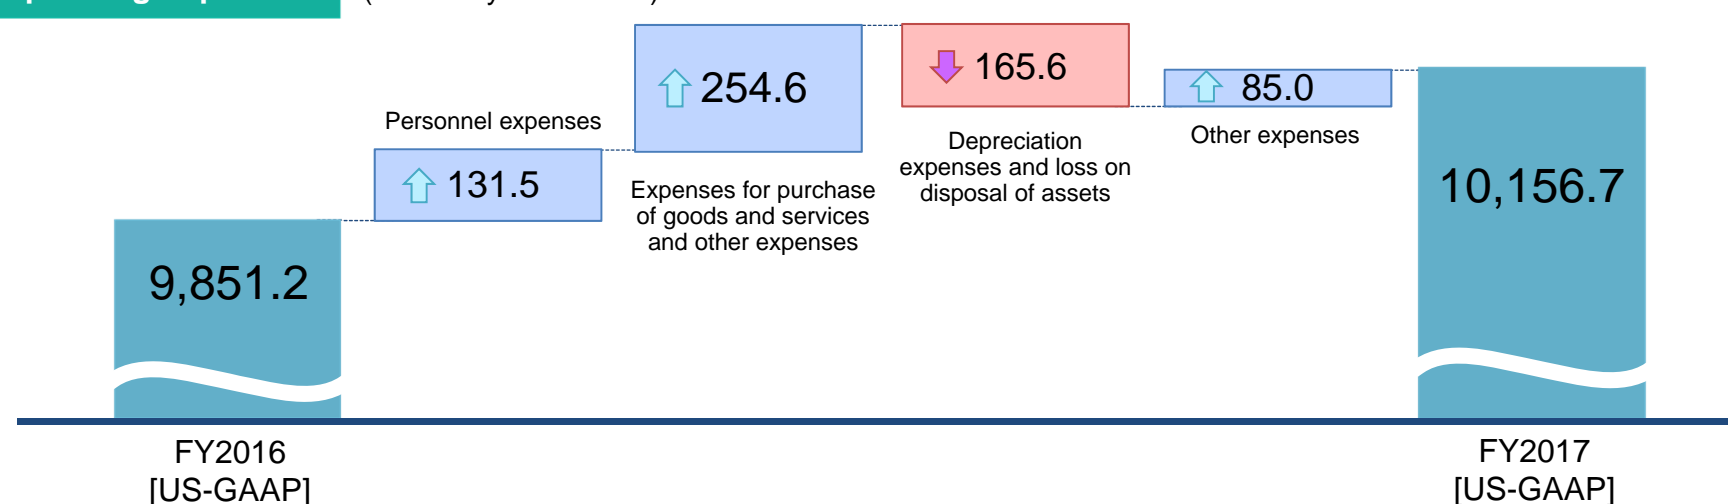 Personnel expenses
131.5
254.6
Expenses for purchase
of goods and services
and other expenses
165.6
Depreciation
expenses and loss on
disposal of assets
85.0
Other expenses
9,851.2
10,156.7
FY2016
[US-GAAP]
FY2017
[US-GAAP]